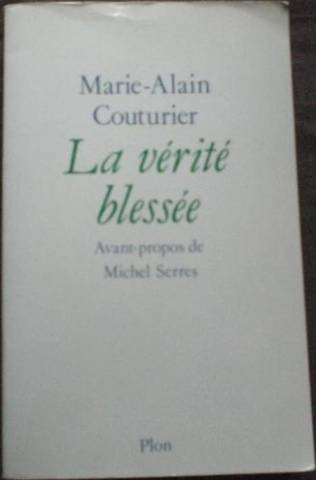 Marie-Alain
Couturier
La vérité
blessée
Avant-propos de
Michel Serres
Plon